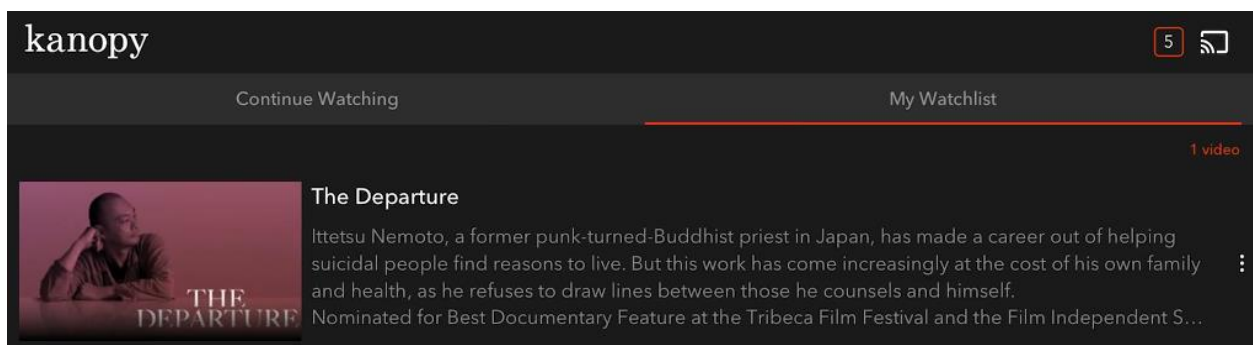 kanopy
5
Continue Watching
My Watchlist
1 video
The Departure
Ittetsu Nemoto, a former punk-turned-Buddhist priest in Japan, has made a career out of helping
suicidal people find reasons to live. But this work has come increasingly at the cost of his own family
and health, as he refuses to draw lines between those he counsels and himself.
Nominated for Best Documentary Feature at the Tribeca Film Festival and the Film Independent S...
THE
DEPARTURE